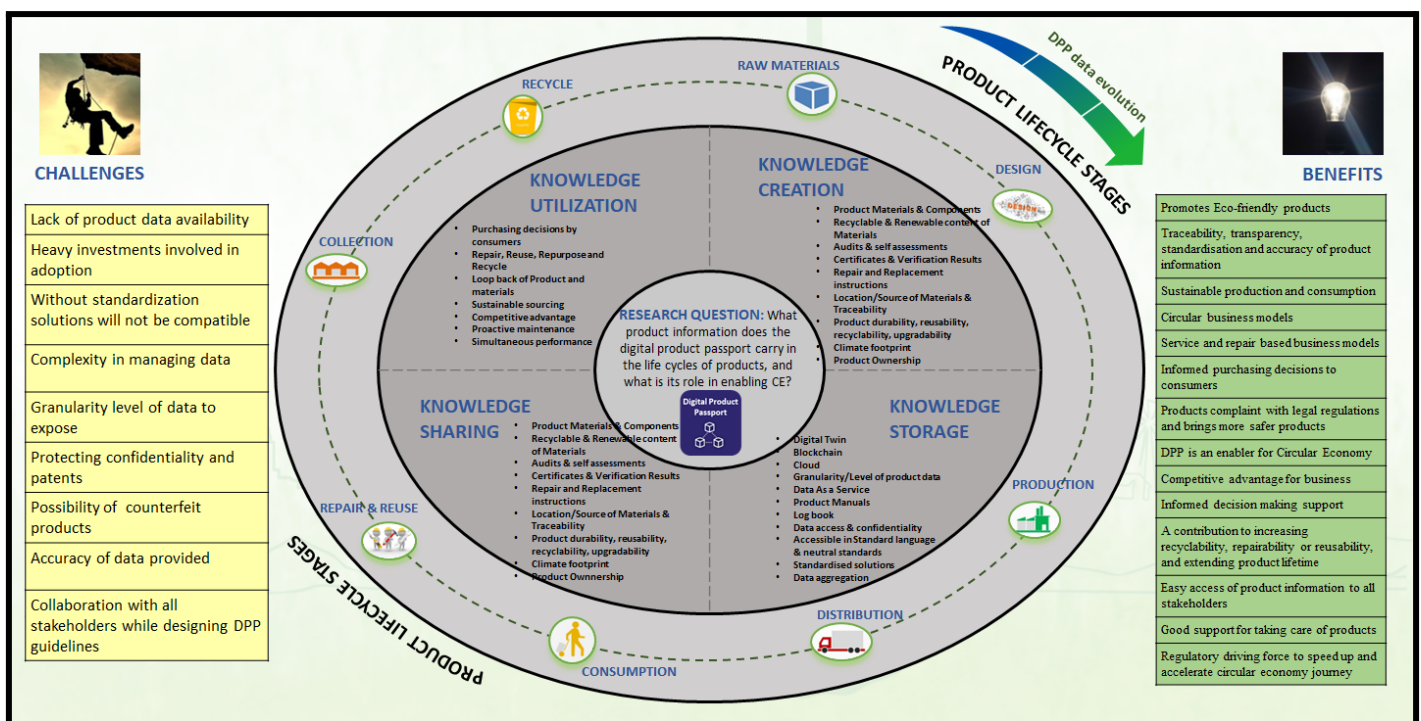 CHALLENGES
Lack of product data availability
Heavy investments involved in
adoption
Without standardization
solutions will not be compatible
Complexity in managing data
Granularity level of data to
expose
Protecting confidentiality and
patents
Possibility of counterfeit
products
Accuracy of data provided
Collaboration with all
stakeholders while designing DPP
guidelines
RECYCLE
RAW MATERIALS
DESIGN
PRODUCTION
DISTRIBUTION
CONSUMPTION
REPAIR & REUSE
COLLECTION
PRODUCT LIFECYCLE STAGES
PRODUCT LIFECYCLE STAGES
DPP data evolution
KNOWLEDGE
UTILIZATION
• Purchasing decisions by
consumers
• Repair, Reuse, Repurpose and
Recycle
• Loop back of Product and
materials
• Sustainable sourcing
• Competitive advantage
• Proactive maintenance
• Simultaneous performance
KNOWLEDGE
CREATION
• Product Materials & Components
• Recyclable & Renewable content of
Materials
• Audits & self assessments
• Certificates & Verification Results
• Repair and Replacement
instructions
• Location/Source of Materials &
Traceability
• Product durability, reusability,
recyclability, upgradability
• Climate footprint
• Product Ownership
RESEARCH QUESTION: What
product information does the
digital product passport carry in
the life cycles of products, and
what is its role in enabling CE?
Digital Product
Passport
KNOWLEDGE
SHARING
• Product Materials & Components
• Recyclable & Renewable content
of Materials
• Audits & self assessments
• Certificates & Verification Results
• Repair and Replacement
instructions
• Location/Source of Materials &
Traceability
• Product durability, reusability,
recyclability, upgradability
• Climate footprint
• Product Ownnership
KNOWLEDGE
STORAGE
• Digital Twin
• Blockchain
• Cloud
• Granularity/Level of product data
• Data As a Service
• Product Manuals
• Log book
• Data access & confidentiality
• Accessible in Standard language
& neutral standards
• Standardised solutions
• Data aggregation
BENEFITS
Promotes Eco-friendly products
Traceability, transparency,
standardisation and accuracy of product
information
Sustainable production and consumption
Circular business models
Service and repair based business models
Informed purchasing decisions to
consumers
Products complaint with legal regulations
and brings more safer products
DPP is an enabler for Circular Economy
Competitive advantage for business
Informed decision making support
A contribution to increasing
recyclability, repairability or reusability,
and extending product lifetime
Easy access of product information to all
stakeholders
Good support for taking care of products
Regulatory driving force to speed up and
accelerate circular economy journey